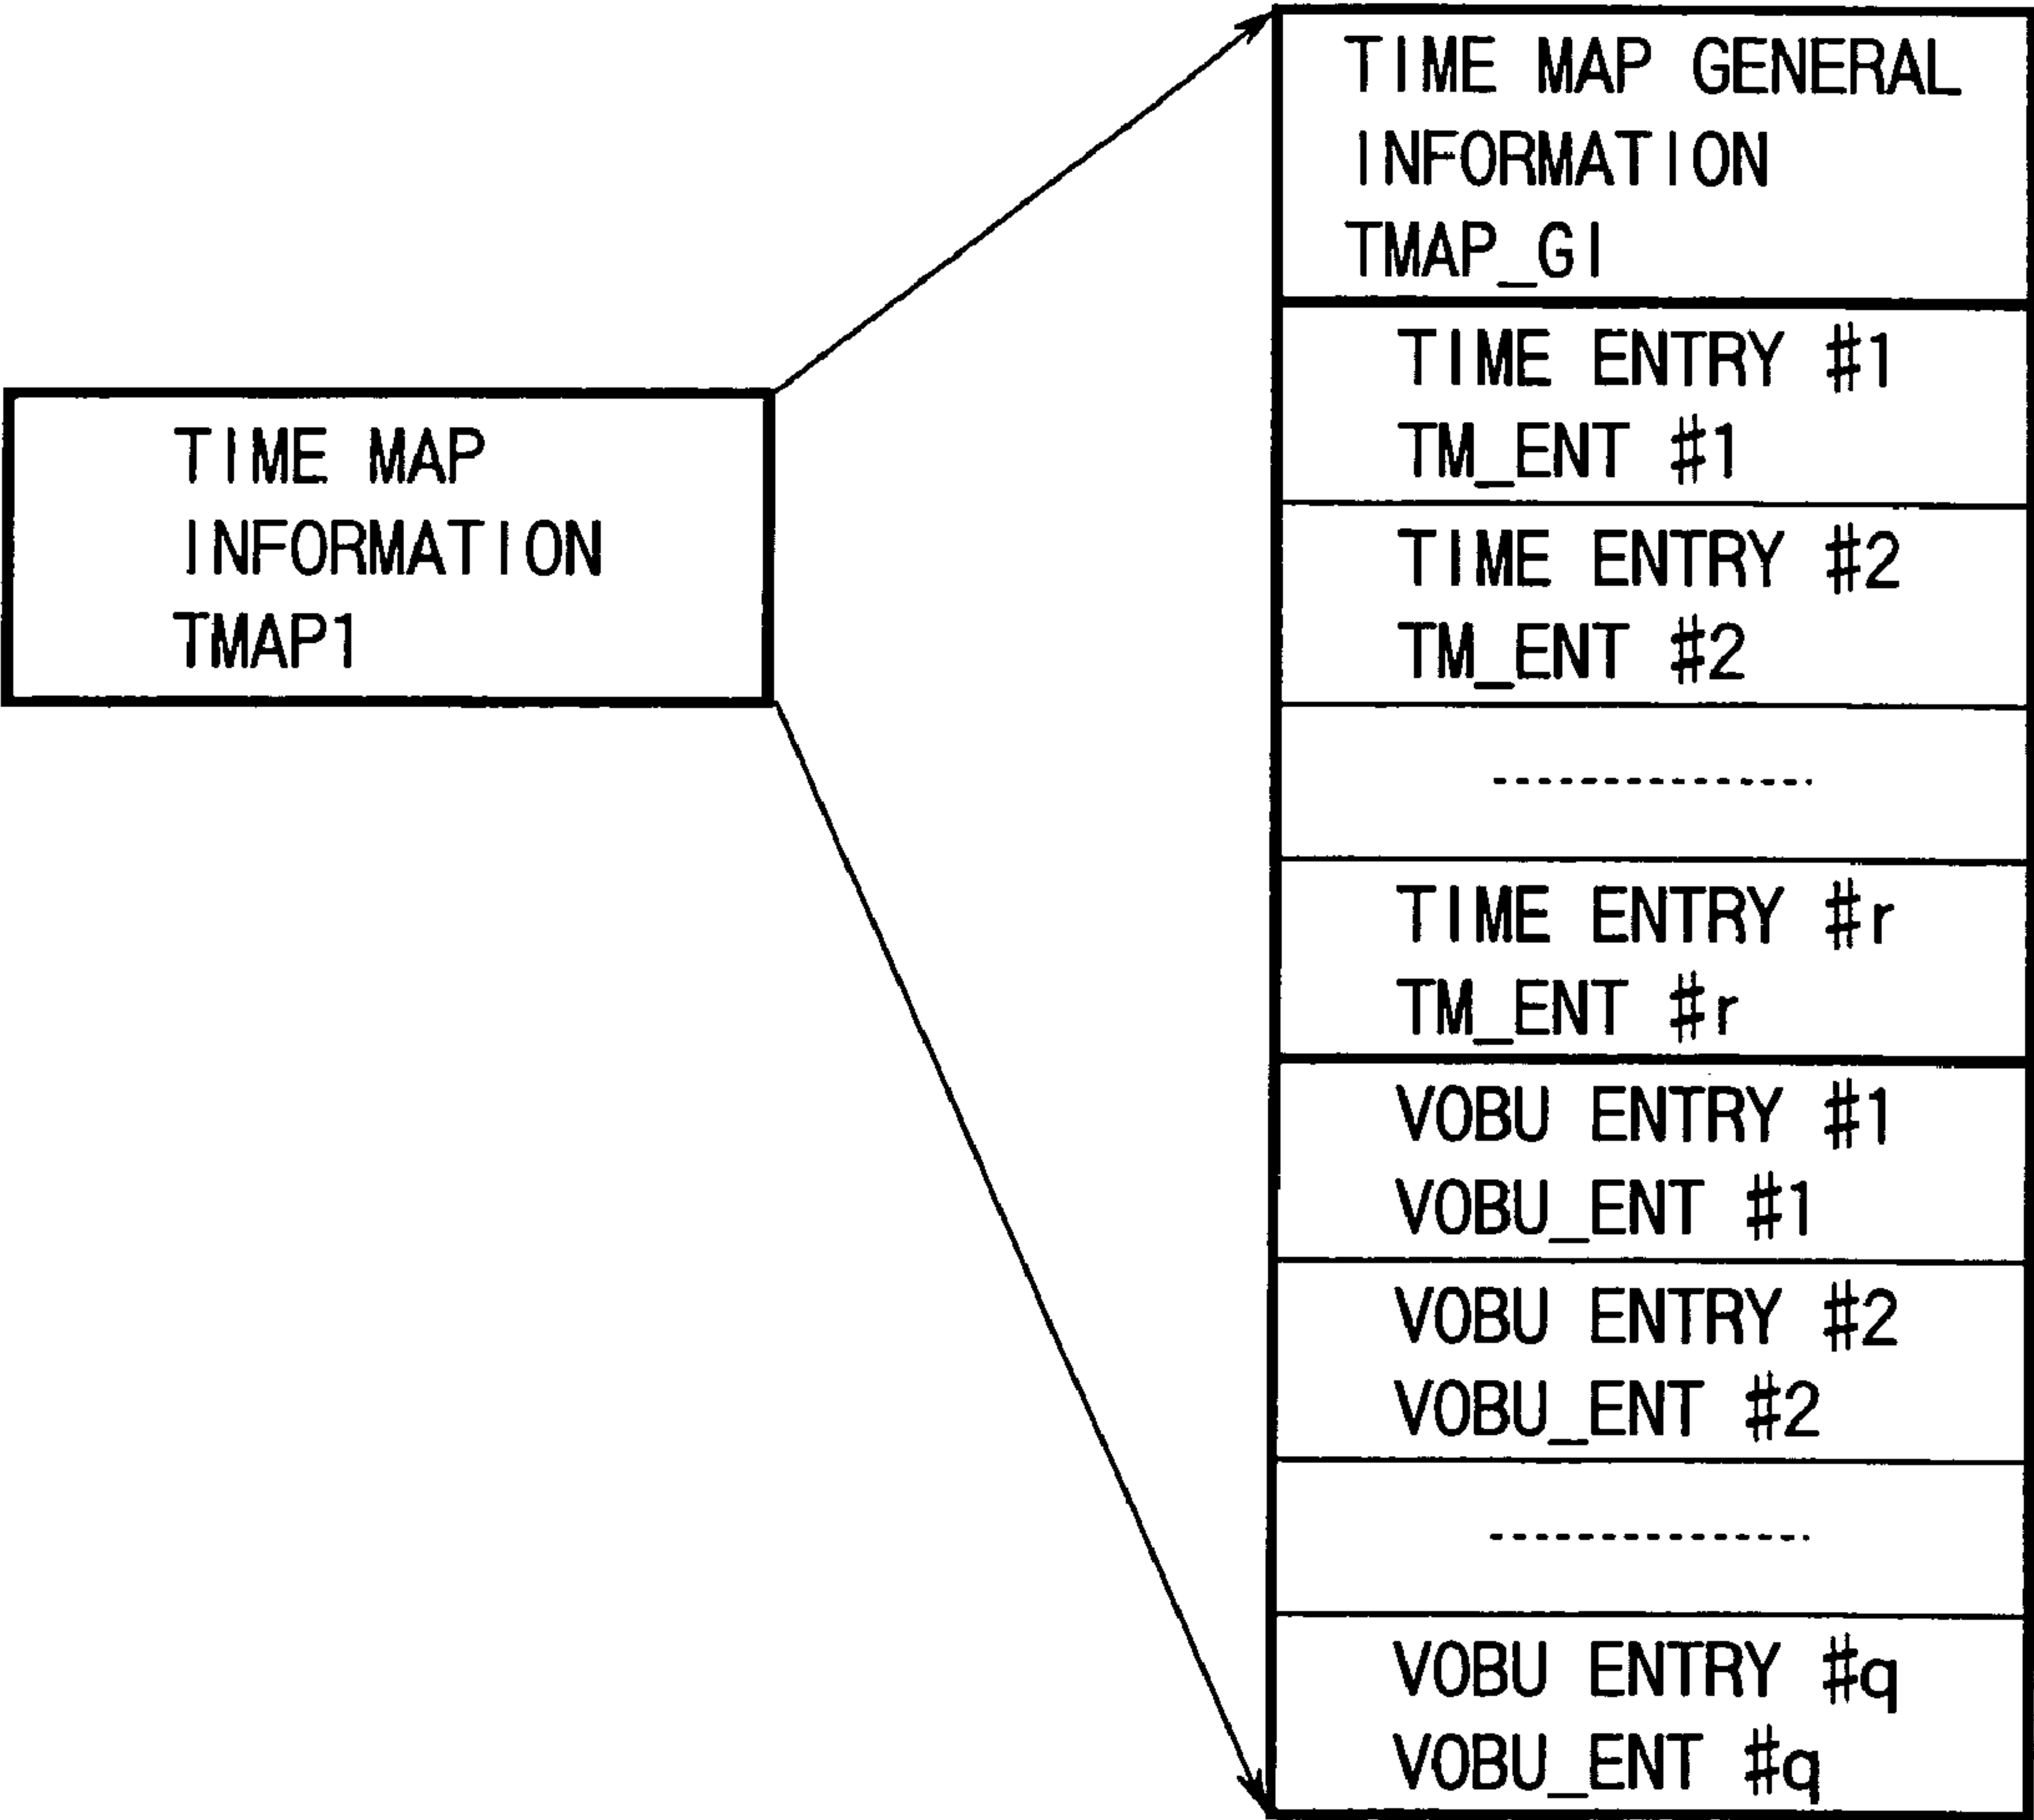 TIME MAP
INFORMATION
TMAP1
TIME MAP GENERAL
INFORMATION
TMAP_GI
TIME ENTRY #1
TM_ENT #1
TIME ENTRY #2
TM_ENT #2
TIME ENTRY #r
TM_ENT #r
VOBU ENTRY #1
VOBU_ENT #1
VOBU ENTRY #2
VOBU_ENT #2
VOBU ENTRY #q
VOBU_ENT #q